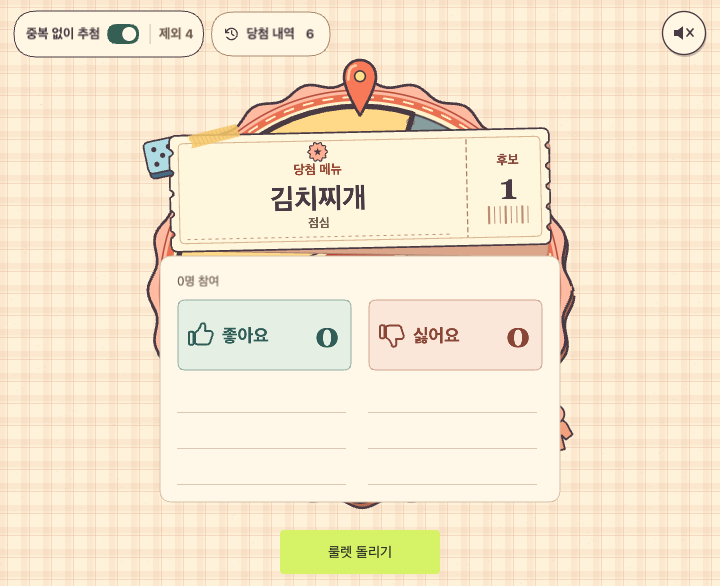 중복 없이 추첨 제외 4
당첨 내역 6
당첨 메뉴
김치찌개
점심
후보
1
0명 참여
좋아요 0
싫어요 0
룰렛 돌리기